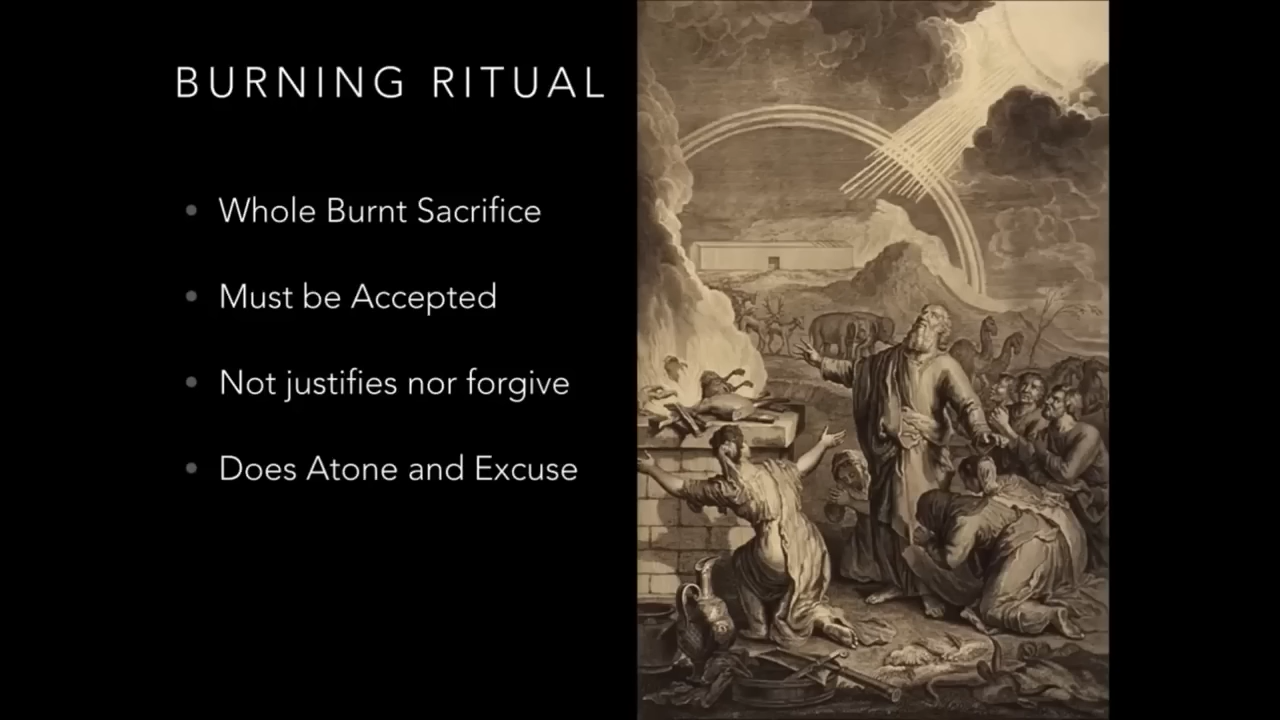 BURNING RITUAL
• Whole Burnt Sacrifice
• Must be Accepted
• Not justifies nor forgive
• Does Atone and Excuse